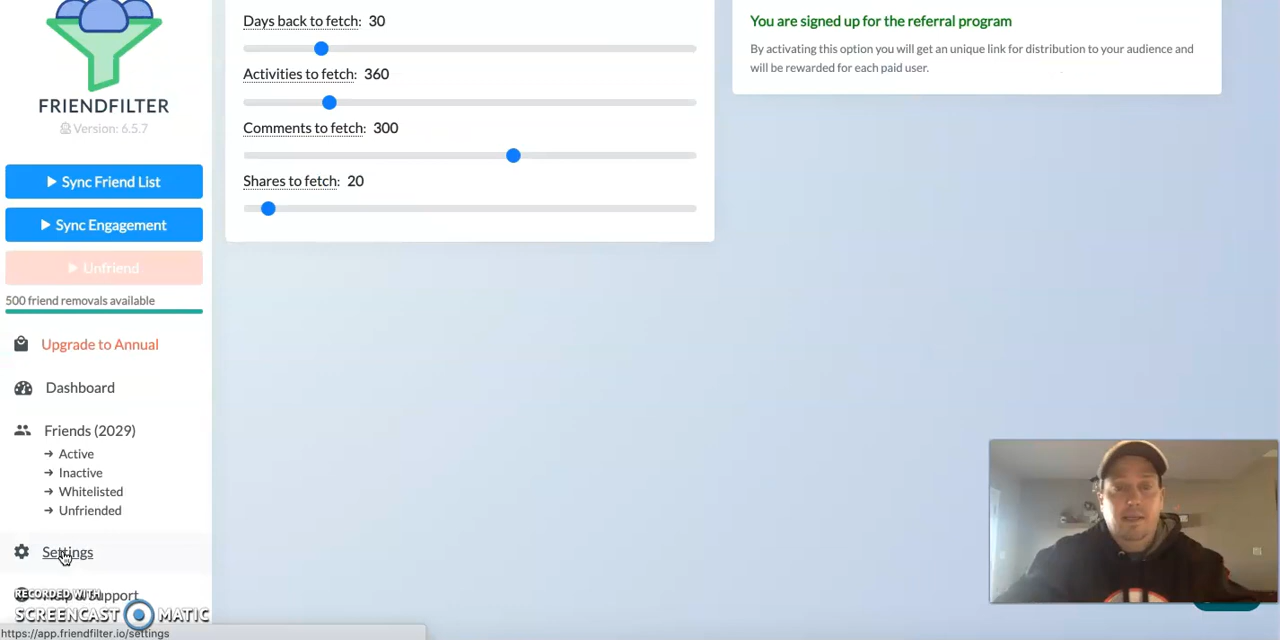 Days back to fetch: 30
You are signed up for the referral program
By activating this option you will get an unique link for distribution to your audience and
will be rewarded for each paid user.
Activities to fetch: 360
FRIENDFILTER
Version: 6.5.7
Comments to fetch: 300
Sync Friend List
Shares to fetch: 20
Sync Engagement
Unfriend
500 friend removals available
Upgrade to Annual
Dashboard
Friends (2029)
→ Active
→ Inactive
→ Whitelisted
→ Unfriended
Settings
RECORDED WITH
Support
SCREENCAST MATIC
https://app.friendfilter.io/settings